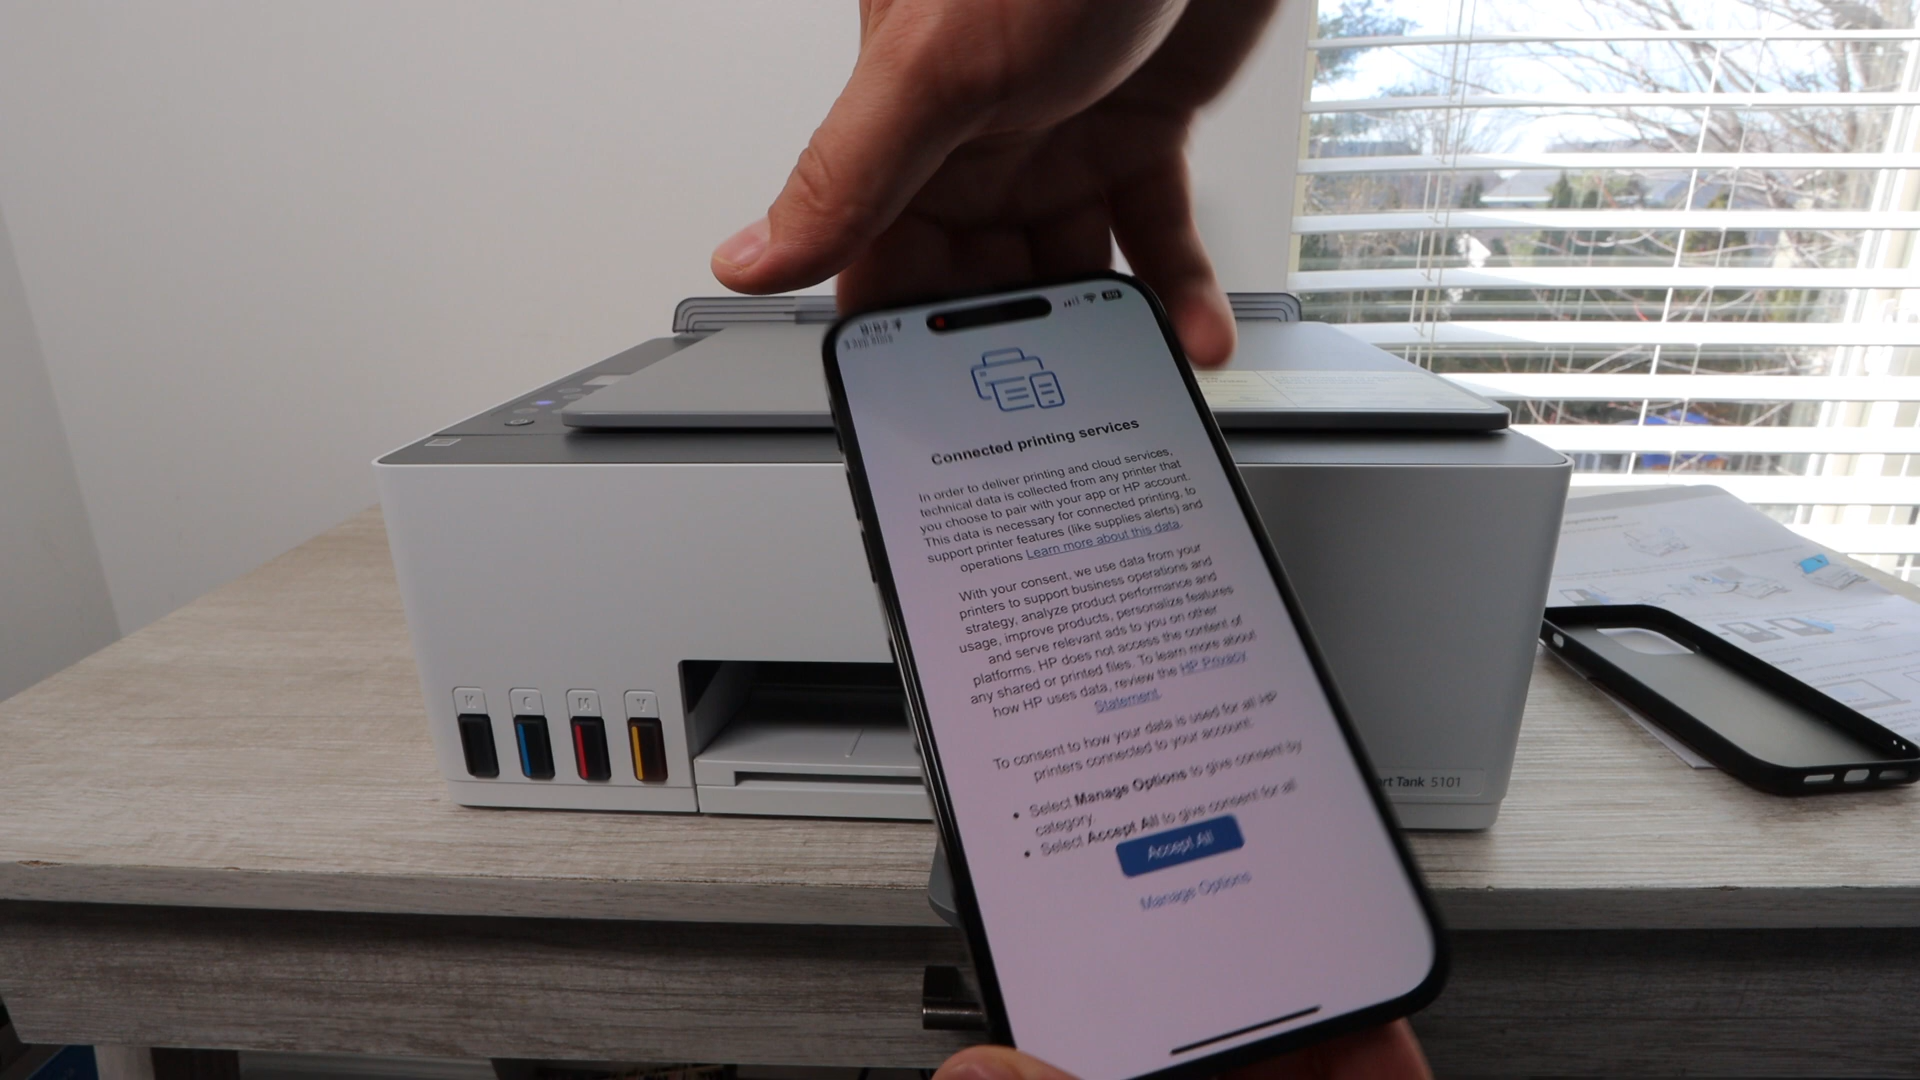 Connected printing services
In order to deliver printing and cloud services,
technical data is collected from any printer that
you choose to pair with your app or HP account.
This data is necessary for connected printing, to
support printer features (like supplies alerts) and
operations Learn more about this data.
With your consent, we use data from your
printers to support business operations and
strategy, analyze product performance and
usage, improve products, personalize features
and serve relevant ads to you on other
platforms. HP does not access the content of
any shared or printed files. To learn more about
how HP uses data, review the HP Privacy
Statement.
To consent to how your data is used for all HP
printers connected to your account:
• Select Manage Options to give consent by
category.
• Select Accept All to give consent for all
Accept All
Manage Options
K C M Y
rt Tank 5101